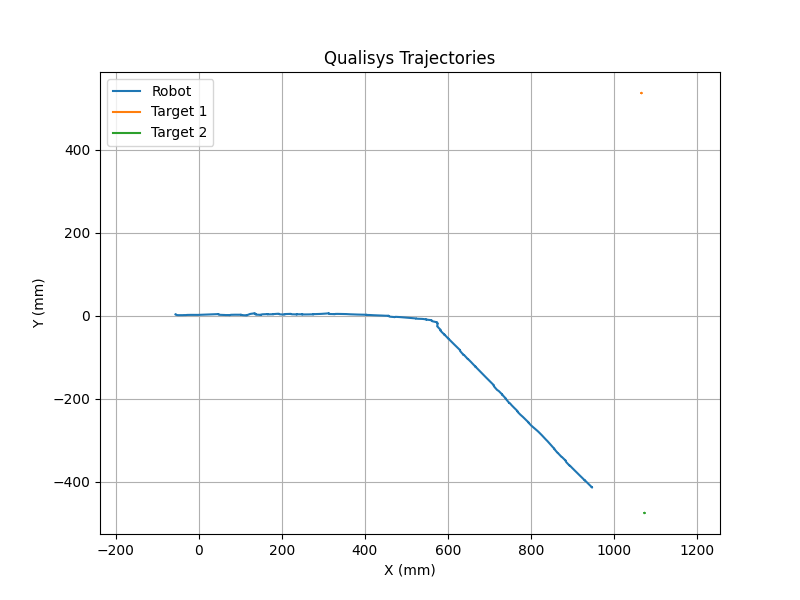 Qualisys Trajectories
Robot
Target 1
Target 2
400
200
0
−200
−400
Y (mm)
−200
0
200
400
600
800
1000
1200
X (mm)